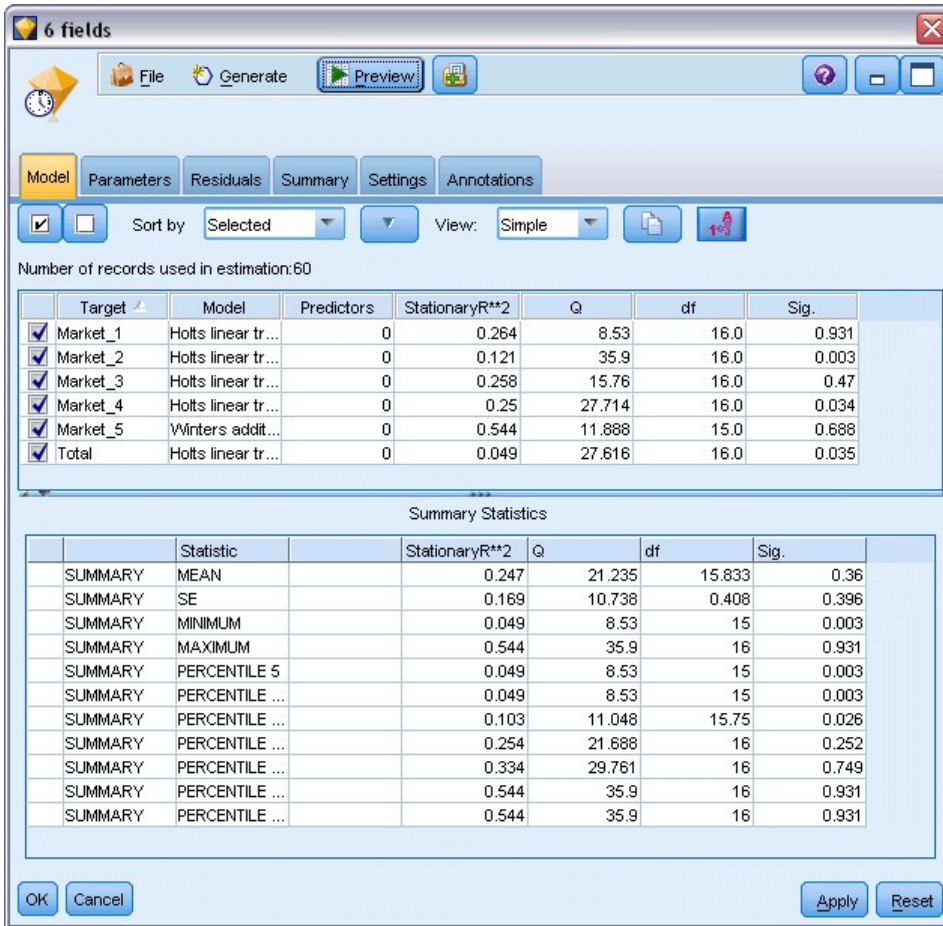 6 fields
File Generate Preview
Model Parameters Residuals Summary Settings Annotations
Sort by Selected View: Simple
Number of records used in estimation:60
Target Model Predictors StationaryR**2 Q df Sig.
Market_1 Holts linear tr... 0 0.264 8.53 16.0 0.931
Market_2 Holts linear tr... 0 0.121 35.9 16.0 0.003
Market_3 Holts linear tr... 0 0.258 15.76 16.0 0.47
Market_4 Holts linear tr... 0 0.25 27.714 16.0 0.034
Market_5 Winters addit... 0 0.544 11.888 15.0 0.688
Total Holts linear tr... 0 0.049 27.616 16.0 0.035
Summary Statistics
Statistic StationaryR**2 Q df Sig.
SUMMARY MEAN 0.247 21.235 15.833 0.36
SUMMARY SE 0.169 10.738 0.408 0.396
SUMMARY MINIMUM 0.049 8.53 15 0.003
SUMMARY MAXIMUM 0.544 35.9 16 0.931
SUMMARY PERCENTILE 5 0.049 8.53 15 0.003
SUMMARY PERCENTILE ... 0.049 8.53 15 0.003
SUMMARY PERCENTILE ... 0.103 11.048 15.75 0.026
SUMMARY PERCENTILE ... 0.254 21.688 16 0.252
SUMMARY PERCENTILE ... 0.334 29.761 16 0.749
SUMMARY PERCENTILE ... 0.544 35.9 16 0.931
SUMMARY PERCENTILE ... 0.544 35.9 16 0.931
OK Cancel Apply Reset